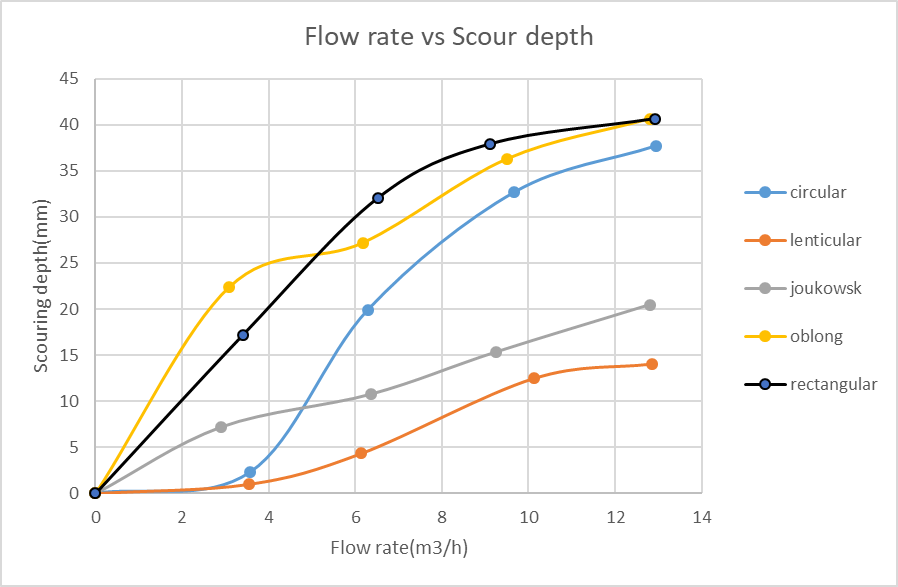 Flow rate vs Scour depth
45
40
35
30
25
20
15
10
5
0
Scouring depth(mm)
0 2 4 6 8 10 12 14
Flow rate(m3/h)
circular
lenticular
joukowsk
oblong
rectangular